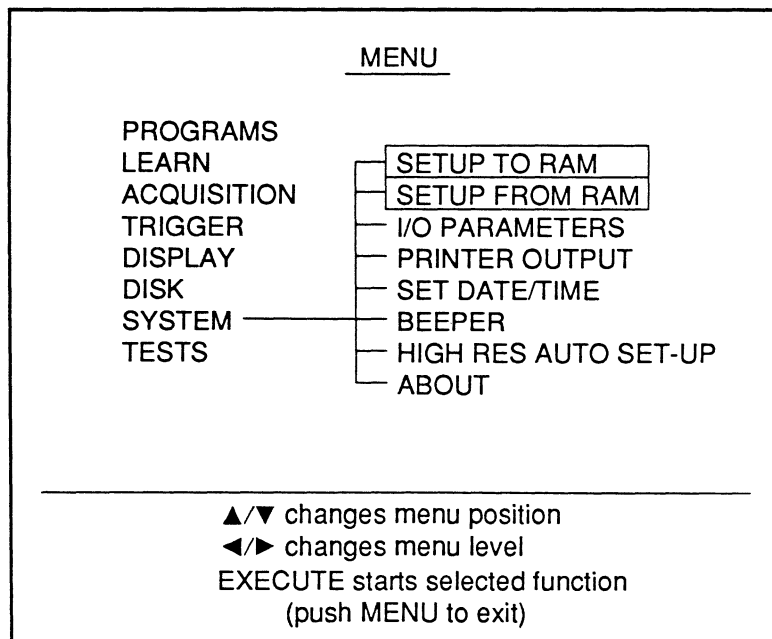 MENU
PROGRAMS
LEARN
ACQUISITION
TRIGGER
DISPLAY
DISK
SYSTEM
TESTS
SETUP TO RAM
SETUP FROM RAM
I/O PARAMETERS
PRINTER OUTPUT
SET DATE/TIME
BEEPER
HIGH RES AUTO SET-UP
ABOUT
▲/▼ changes menu position
◄/► changes menu level
EXECUTE starts selected function
(push MENU to exit)